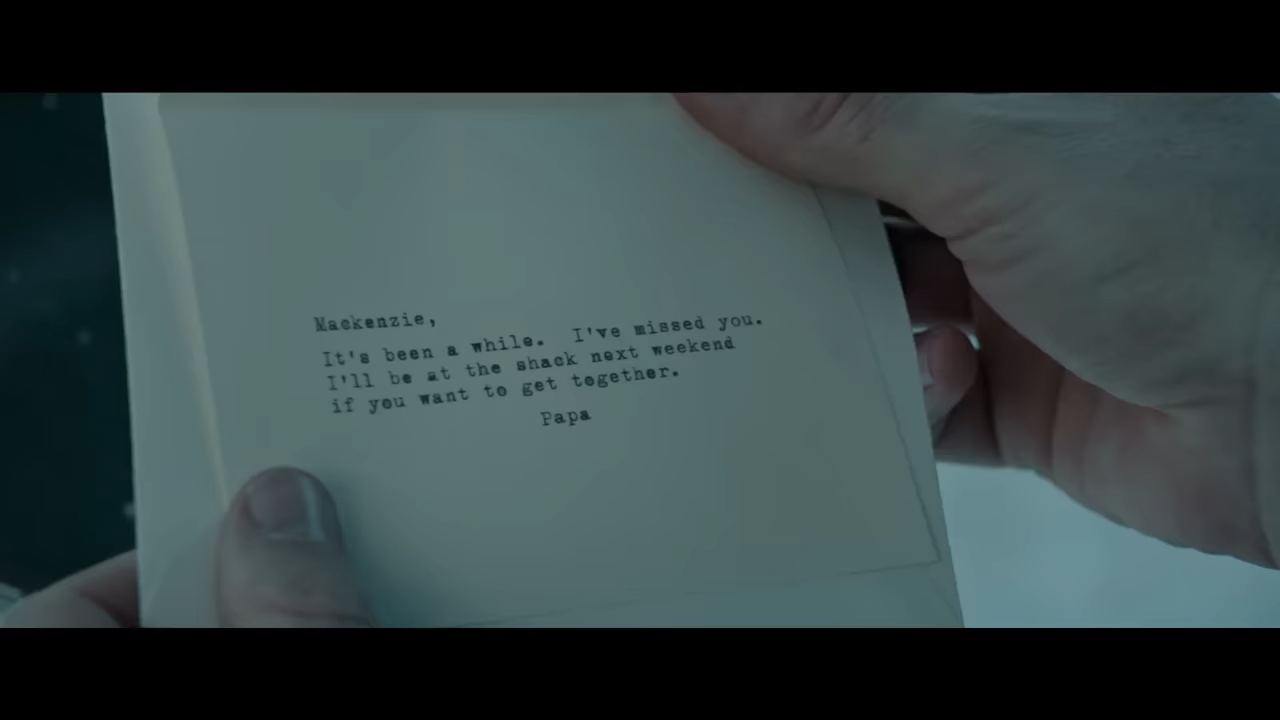 Mackenzie,
It's been a while. I've missed you.
I'll be at the shack next weekend
if you want to get together.
Papa